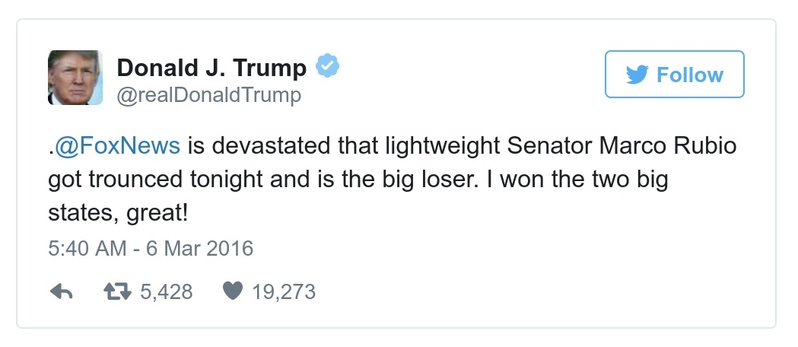 Donald J. Trump
@realDonaldTrump
Follow
.@FoxNews is devastated that lightweight Senator Marco Rubio
got trounced tonight and is the big loser. I won the two big
states, great!
5:40 AM - 6 Mar 2016
5,428 19,273